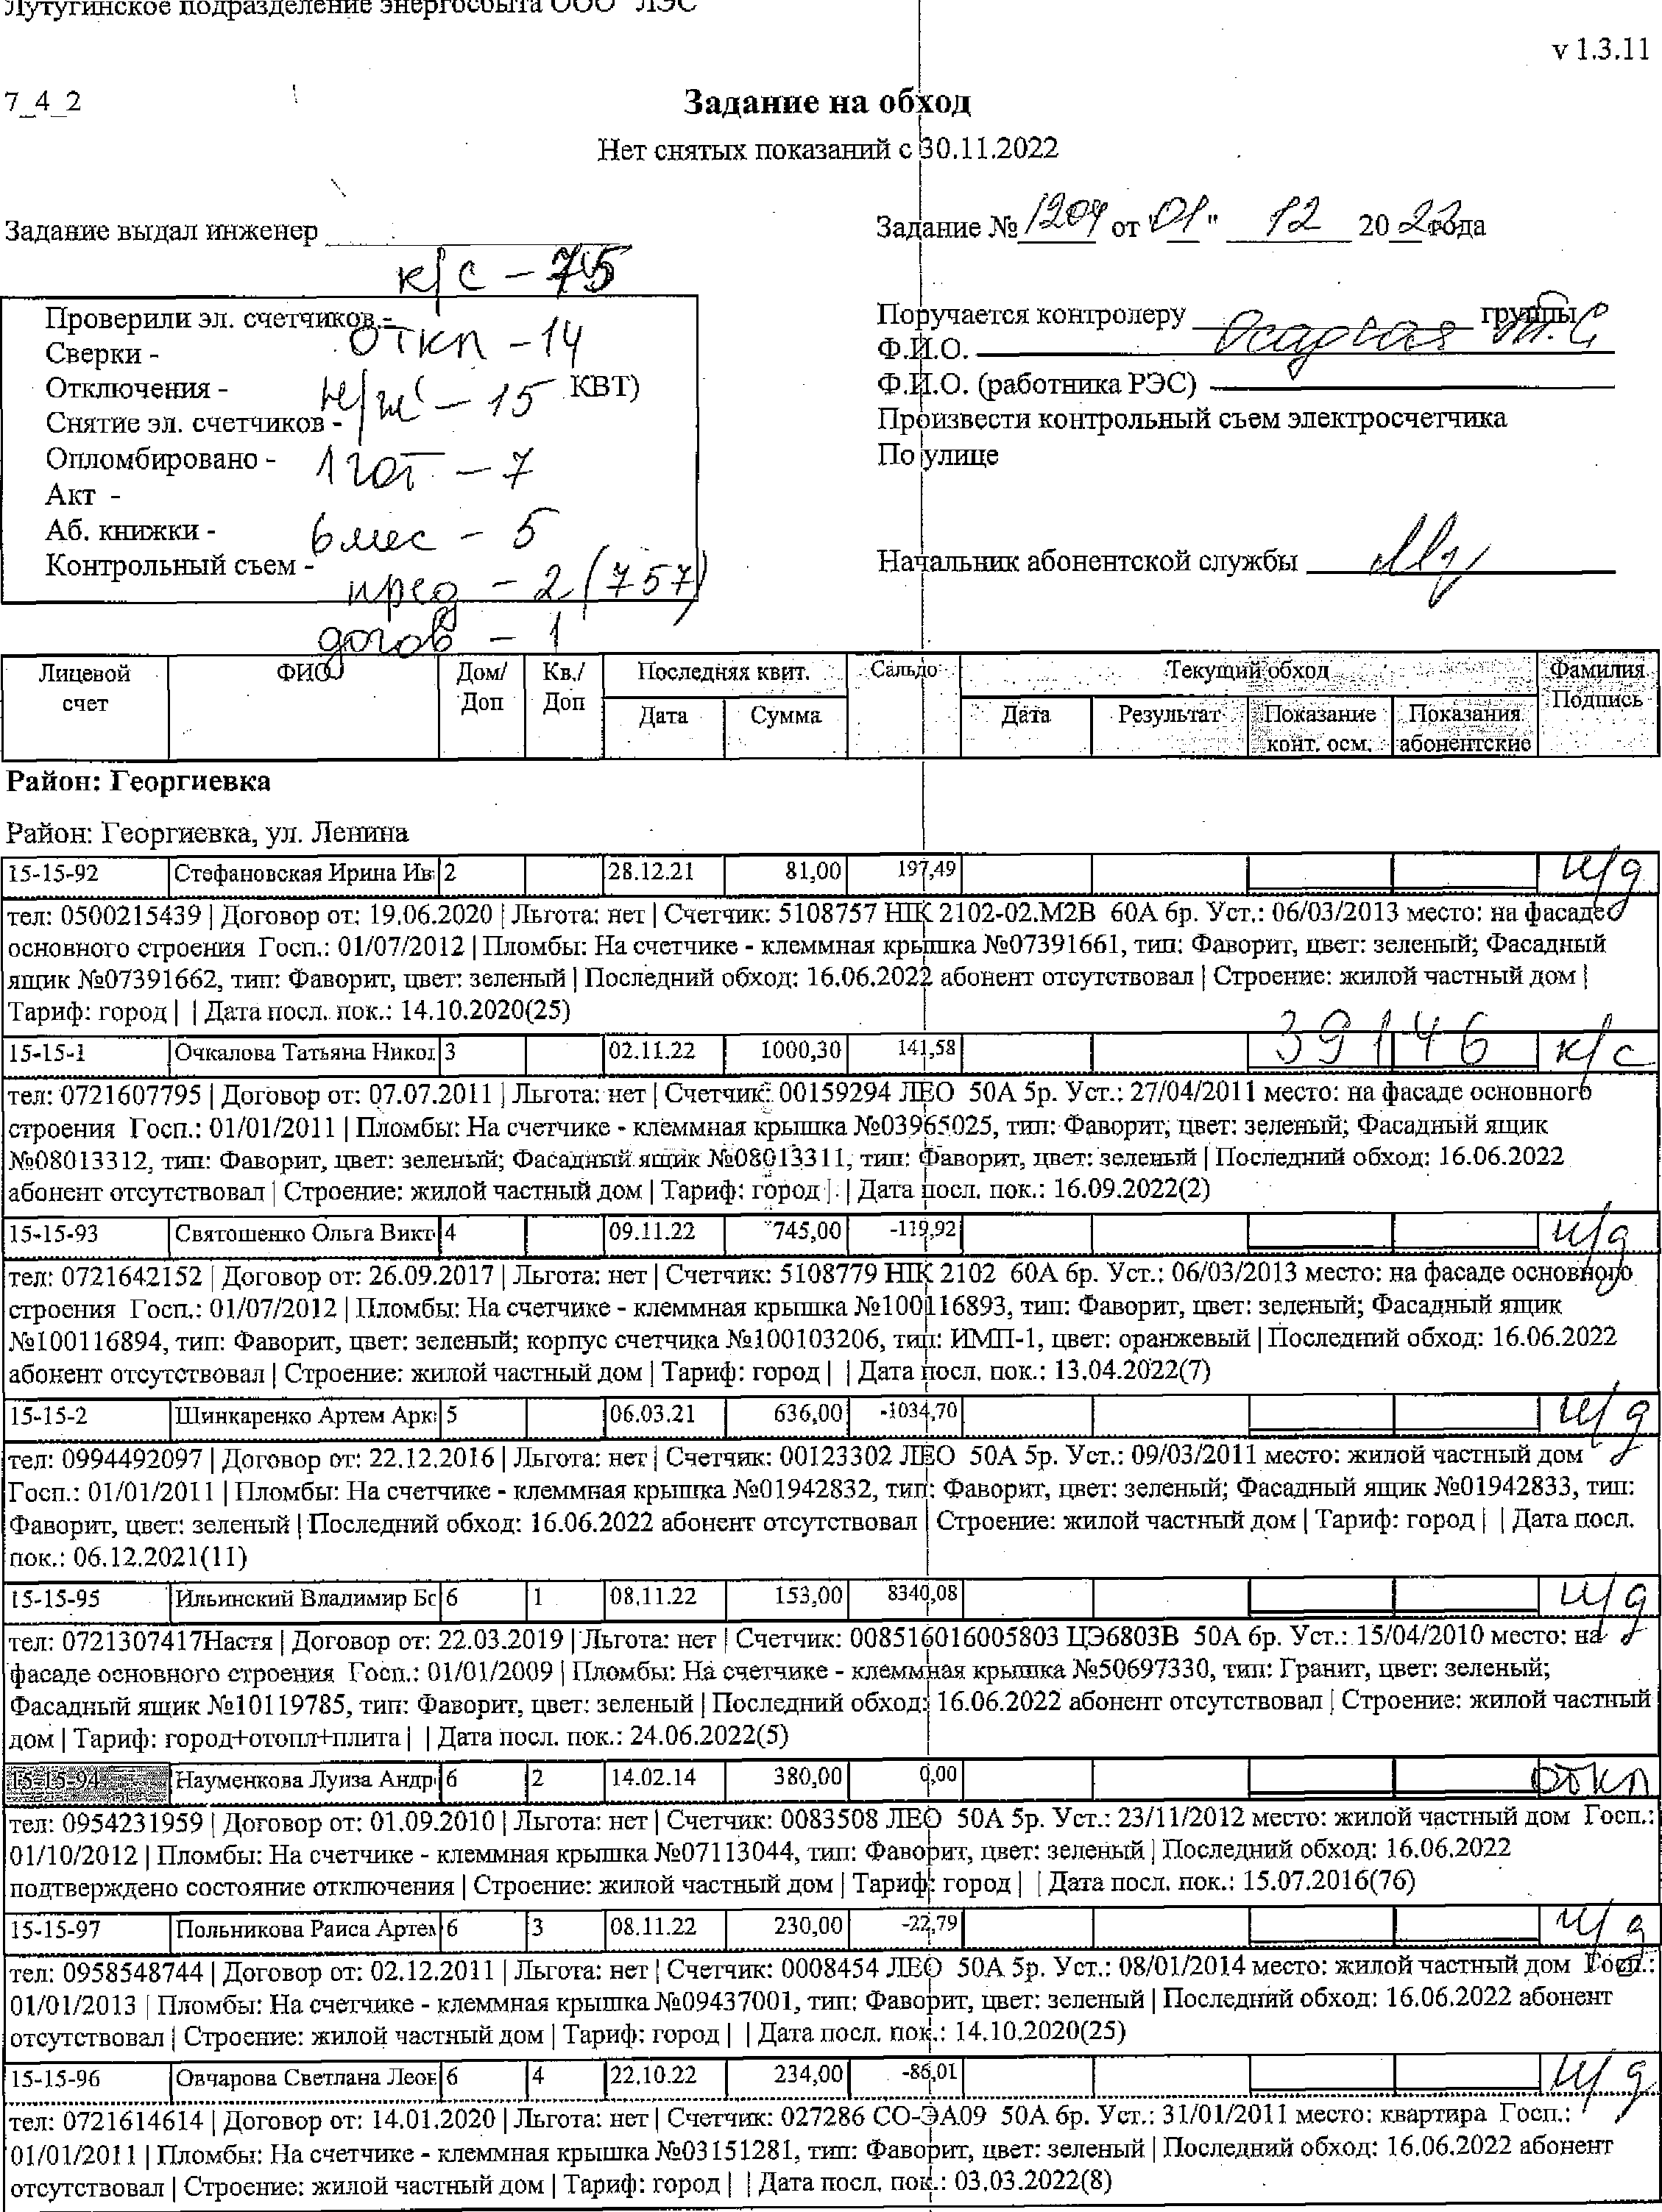 Лутугинское подразделение энергосбыта ООО "ЛЭС"
v 1.3.11
7_4_2
Задание на обход
Нет снятых показаний с 30.11.2022
Задание выдал инженер
Задание № 1204 от "01" 12 2022 года
к/с - 75
Проверили эл. счетчиков -
откл - 14
Сверки -
Отключения -
н/ж - 15 КВТ)
Снятие эл. счетчиков -
Опломбировано -
1 год - 7
Акт -
Аб. книжки -
6 мес - 5
Контрольный съем -
пред - 2 (757)
догов - 1
Поручается контролеру группы
Ф.И.О.
Ф.И.О. (работника РЭС)
Произвести контрольный съем электросчетчика
По улице
Начальник абонентской службы
Лицевой счет ФИО Дом/ Доп Кв./ Доп Последняя квит. Сальдо Текущий обход Фамилия Подпись
Дата Сумма Дата Результат Показание конт. осм. Показания абонентские
Район: Георгиевка
Район: Георгиевка, ул. Ленина
15-15-92 Стефановская Ирина Ив 2 28.12.21 81,00 197,49 н/д
тел: 0500215439 | Договор от: 19.06.2020 | Льгота: нет | Счетчик: 5108757 НІК 2102-02.М2В 60А 6р. Уст.: 06/03/2013 место: на фасаде
основного строения Госп.: 01/07/2012 | Пломбы: На счетчике - клеммная крышка №07391661, тип: Фаворит, цвет: зеленый; Фасадный
ящик №07391662, тип: Фаворит, цвет: зеленый | Последний обход: 16.06.2022 абонент отсутствовал | Строение: жилой частный дом |
Тариф: город | | Дата посл. пок.: 14.10.2020(25)
15-15-1 Очкалова Татьяна Никол 3 02.11.22 1000,30 141,58 39146 к/с
тел: 0721607795 | Договор от: 07.07.2011 | Льгота: нет | Счетчик: 00159294 ЛЕО 50А 5р. Уст.: 27/04/2011 место: на фасаде основного
строения Госп.: 01/01/2011 | Пломбы: На счетчике - клеммная крышка №03965025, тип: Фаворит, цвет: зеленый; Фасадный ящик
№08013312, тип: Фаворит, цвет: зеленый; Фасадный ящик №08013311, тип: Фаворит, цвет: зеленый | Последний обход: 16.06.2022
абонент отсутствовал | Строение: жилой частный дом | Тариф: город | | Дата посл. пок.: 16.09.2022(2)
15-15-93 Святошенко Ольга Викт 4 09.11.22 745,00 -119,92 н/д
тел: 0721642152 | Договор от: 26.09.2017 | Льгота: нет | Счетчик: 5108779 НІК 2102 60А 6р. Уст.: 06/03/2013 место: на фасаде основного
строения Госп.: 01/07/2012 | Пломбы: На счетчике - клеммная крышка №100116893, тип: Фаворит, цвет: зеленый; Фасадный ящик
№100116894, тип: Фаворит, цвет: зеленый; корпус счетчика №100103206, тип: ИМП-1, цвет: оранжевый | Последний обход: 16.06.2022
абонент отсутствовал | Строение: жилой частный дом | Тариф: город | | Дата посл. пок.: 13.04.2022(7)
15-15-2 Шинкаренко Артем Арк 5 06.03.21 636,00 -1034,70 н/д
тел: 0994492097 | Договор от: 22.12.2016 | Льгота: нет | Счетчик: 00123302 ЛЕО 50А 5р. Уст.: 09/03/2011 место: жилой частный дом
Госп.: 01/01/2011 | Пломбы: На счетчике - клеммная крышка №01942832, тип: Фаворит, цвет: зеленый; Фасадный ящик №01942833, тип:
Фаворит, цвет: зеленый | Последний обход: 16.06.2022 абонент отсутствовал | Строение: жилой частный дом | Тариф: город | | Дата посл.
пок.: 06.12.2021(11)
15-15-95 Ильинский Владимир Бо 6 1 08.11.22 153,00 8340,08 н/д
тел: 0721307417Настя | Договор от: 22.03.2019 | Льгота: нет | Счетчик: 008516016005803 ЦЭ6803В 50А 6р. Уст.: 15/04/2010 место: на
фасаде основного строения Госп.: 01/01/2009 | Пломбы: На счетчике - клеммная крышка №50697330, тип: Гранит, цвет: зеленый;
Фасадный ящик №10119785, тип: Фаворит, цвет: зеленый | Последний обход: 16.06.2022 абонент отсутствовал | Строение: жилой частный
дом | Тариф: город+отопл+плита | | Дата посл. пок.: 24.06.2022(5)
15-15-94 Науменкова Луиза Андр 6 2 14.02.14 380,00 0,00 откл
тел: 0954231959 | Договор от: 01.09.2010 | Льгота: нет | Счетчик: 0083508 ЛЕО 50А 5р. Уст.: 23/11/2012 место: жилой частный дом Госп.:
01/10/2012 | Пломбы: На счетчике - клеммная крышка №07113044, тип: Фаворит, цвет: зеленый | Последний обход: 16.06.2022
подтверждено состояние отключения | Строение: жилой частный дом | Тариф: город | | Дата посл. пок.: 15.07.2016(76)
15-15-97 Польникова Раиса Артем 6 3 08.11.22 230,00 -22,79 н/д
тел: 0958548744 | Договор от: 02.12.2011 | Льгота: нет | Счетчик: 0008454 ЛЕО 50А 5р. Уст.: 08/01/2014 место: жилой частный дом Госп.:
01/01/2013 | Пломбы: На счетчике - клеммная крышка №09437001, тип: Фаворит, цвет: зеленый | Последний обход: 16.06.2022 абонент
отсутствовал | Строение: жилой частный дом | Тариф: город | | Дата посл. пок.: 14.10.2020(25)
15-15-96 Овчарова Светлана Леон 6 4 22.10.22 234,00 -86,01 н/д
тел: 0721614614 | Договор от: 14.01.2020 | Льгота: нет | Счетчик: 027286 СО-ЭА09 50А 6р. Уст.: 31/01/2011 место: квартира Госп.:
01/01/2011 | Пломбы: На счетчике - клеммная крышка №03151281, тип: Фаворит, цвет: зеленый | Последний обход: 16.06.2022 абонент
отсутствовал | Строение: жилой частный дом | Тариф: город | | Дата посл. пок.: 03.03.2022(8)